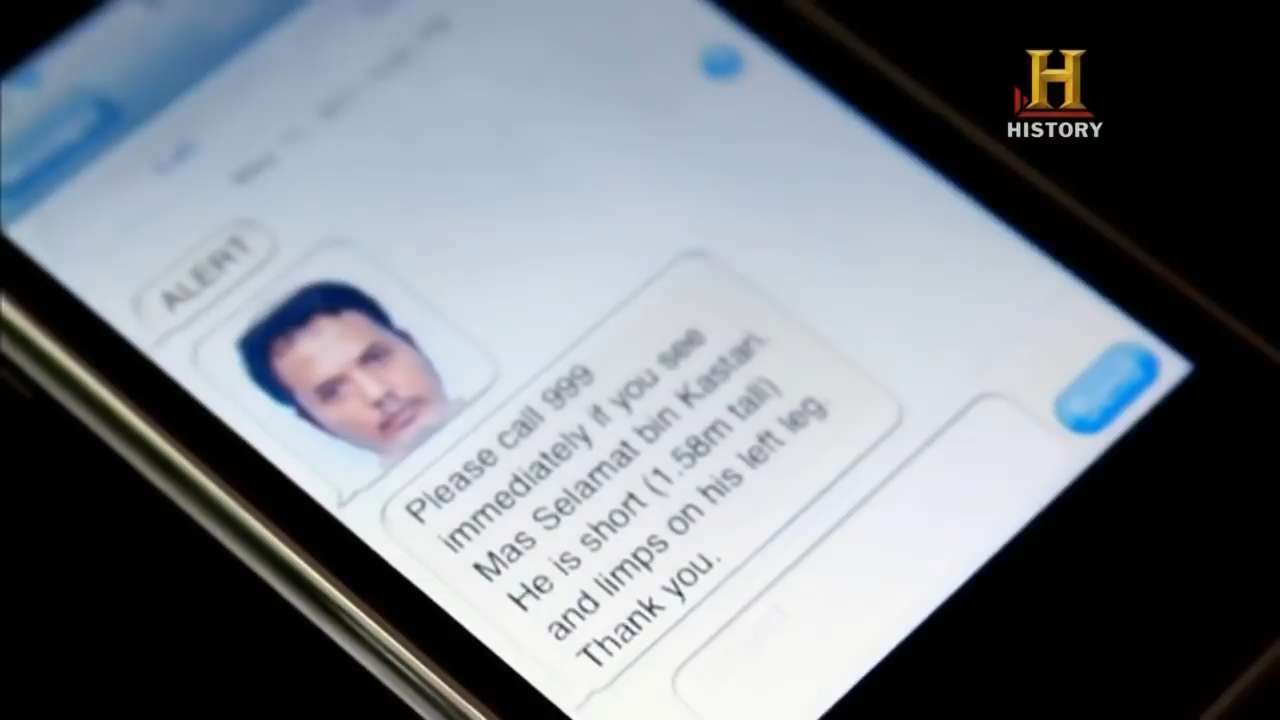 H
HISTORY
ALERT
Please call 999
immediately if you see
Mas Selamat bin Kastari.
He is short (1.58m tall)
and limps on his left leg.
Thank you.